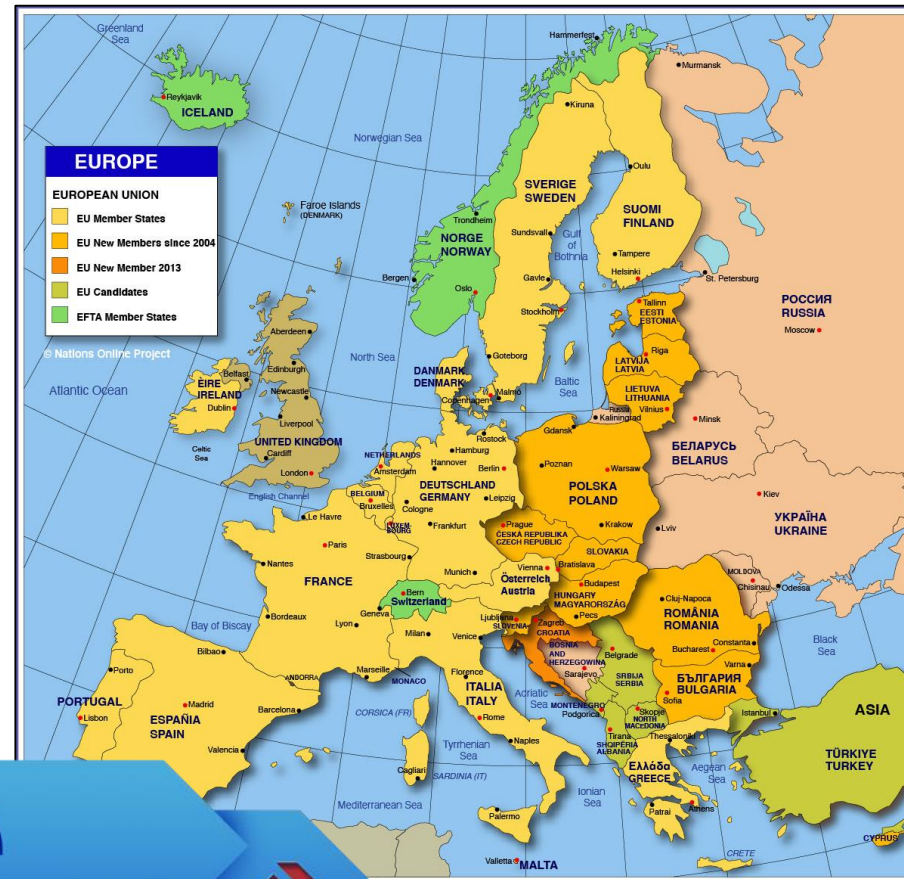 Greenland
Sea
Hammerfest
Murmansk
Reykjavik
ICELAND
Kiruna
Norwegian Sea
EUROPE
EUROPEAN UNION
EU Member States
EU New Members since 2004
EU New Member 2013
EU Candidates
EFTA Member States
© Nations Online Project
Faroe Islands
(DENMARK)
Oulu
SVERIGE
SWEDEN
SUOMI
FINLAND
Trondheim
Sundsvall
Gulf
of
Bothnia
NORGE
NORWAY
Tampere
Bergen
Gavle
Helsinki
St. Petersburg
Oslo
Stockholm
Tallinn
EESTI
ESTONIA
РОССИЯ
RUSSIA
Moscow
Aberdeen
North Sea
Goteborg
Riga
LATVIJA
LATVIA
Edinburgh
Belfast
DANMARK
DENMARK
Baltic
Sea
LIETUVA
LITHUANIA
Vilnius
Atlantic Ocean
ÉIRE
IRELAND
Newcastle
Malmö
Copenhagen
Russia
Kaliningrad
Minsk
Dublin
Liverpool
Gdansk
БЕЛАРУСЬ
BELARUS
Celtic
Sea
UNITED KINGDOM
Cardiff
London
Rostock
Hamburg
NETHERLANDS
Amsterdam
Hannover
Berlin
Poznan
Warsaw
English Channel
DEUTSCHLAND
GERMANY
POLSKA
POLAND
Kiev
BELGIUM
Bruxelles
Cologne
Leipzig
УКРАЇНА
UKRAINE
Le Havre
LUXEM-
BOURG
Frankfurt
Prague
ČESKÁ REPUBLIKA
CZECH REPUBLIC
Krakow
Lviv
Paris
Strasbourg
SLOVAKIA
Nantes
Munich
Vienna
Bratislava
MOLDOVA
Chisinau
Odessa
FRANCE
Österreich
Austria
Budapest
HUNGARY
MAGYARORSZÁG
Cluj-Napoca
Bern
Switzerland
Geneva
Pecs
ROMÂNIA
ROMANIA
Bordeaux
Lyon
Ljubljana
SLOVENIA
Zagreb
CROATIA
Bay of Biscay
Milan
Venice
BOSNIA
AND
HERZEGOWINA
Sarajevo
Belgrade
Bucharest
Constanta
Black
Sea
Bilbao
Marseille
MONACO
Florence
SRBIJA
SERBIA
Varna
БЪЛГАРИЯ
BULGARIA
Porto
ANDORRA
ITALIA
ITALY
Adriatic
Sea
MONTENEGRO
Podgorica
Sofia
PORTUGAL
Lisbon
Madrid
ESPAÑIA
SPAIN
Barcelona
CORSICA (FR)
Rome
Skopje
NORTH
MACEDONIA
Istanbul
ASIA
Tirana
SHQIPËRIA
ALBANIA
Thessaloniki
Valencia
Tyrrhenian
Sea
Naples
Ελλάδα
GREECE
Aegean
Sea
TÜRKIYE
TURKEY
Cagliari
SARDINIA (IT)
Ionian
Sea
Mediterranean Sea
Palermo
Patrai
Athens
CYPRUS
CRETE
Valletta
MALTA